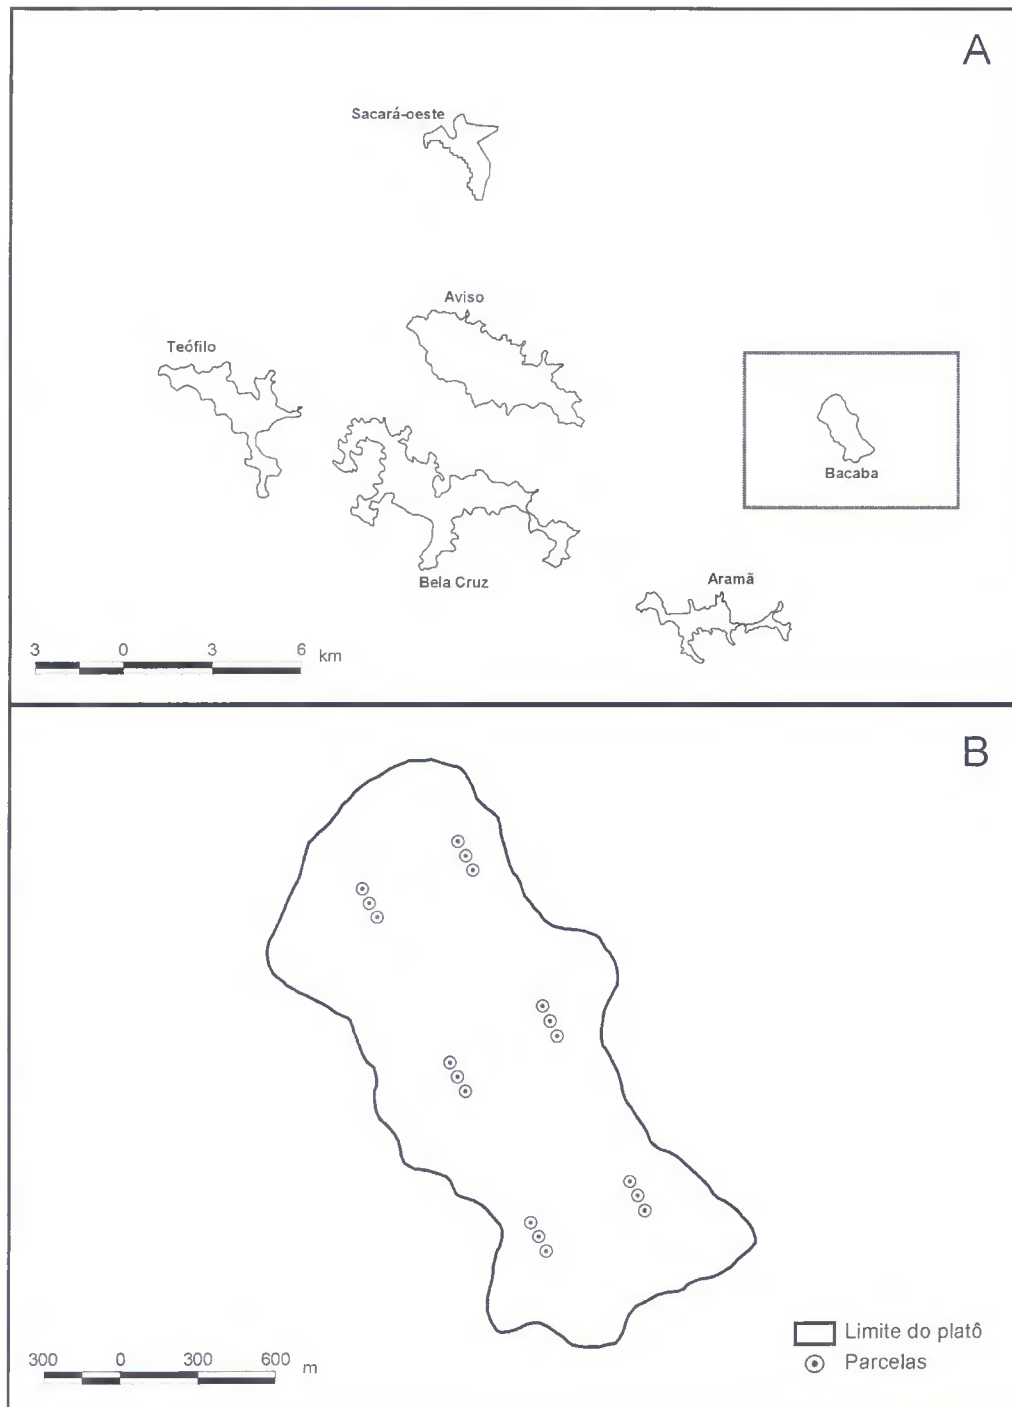 A
Sacará-oeste
Aviso
Teófilo
Bacaba
Bela Cruz
Aramã
3 0 3 6 km
B
Limite do platô
Parcelas
300 0 300 600 m